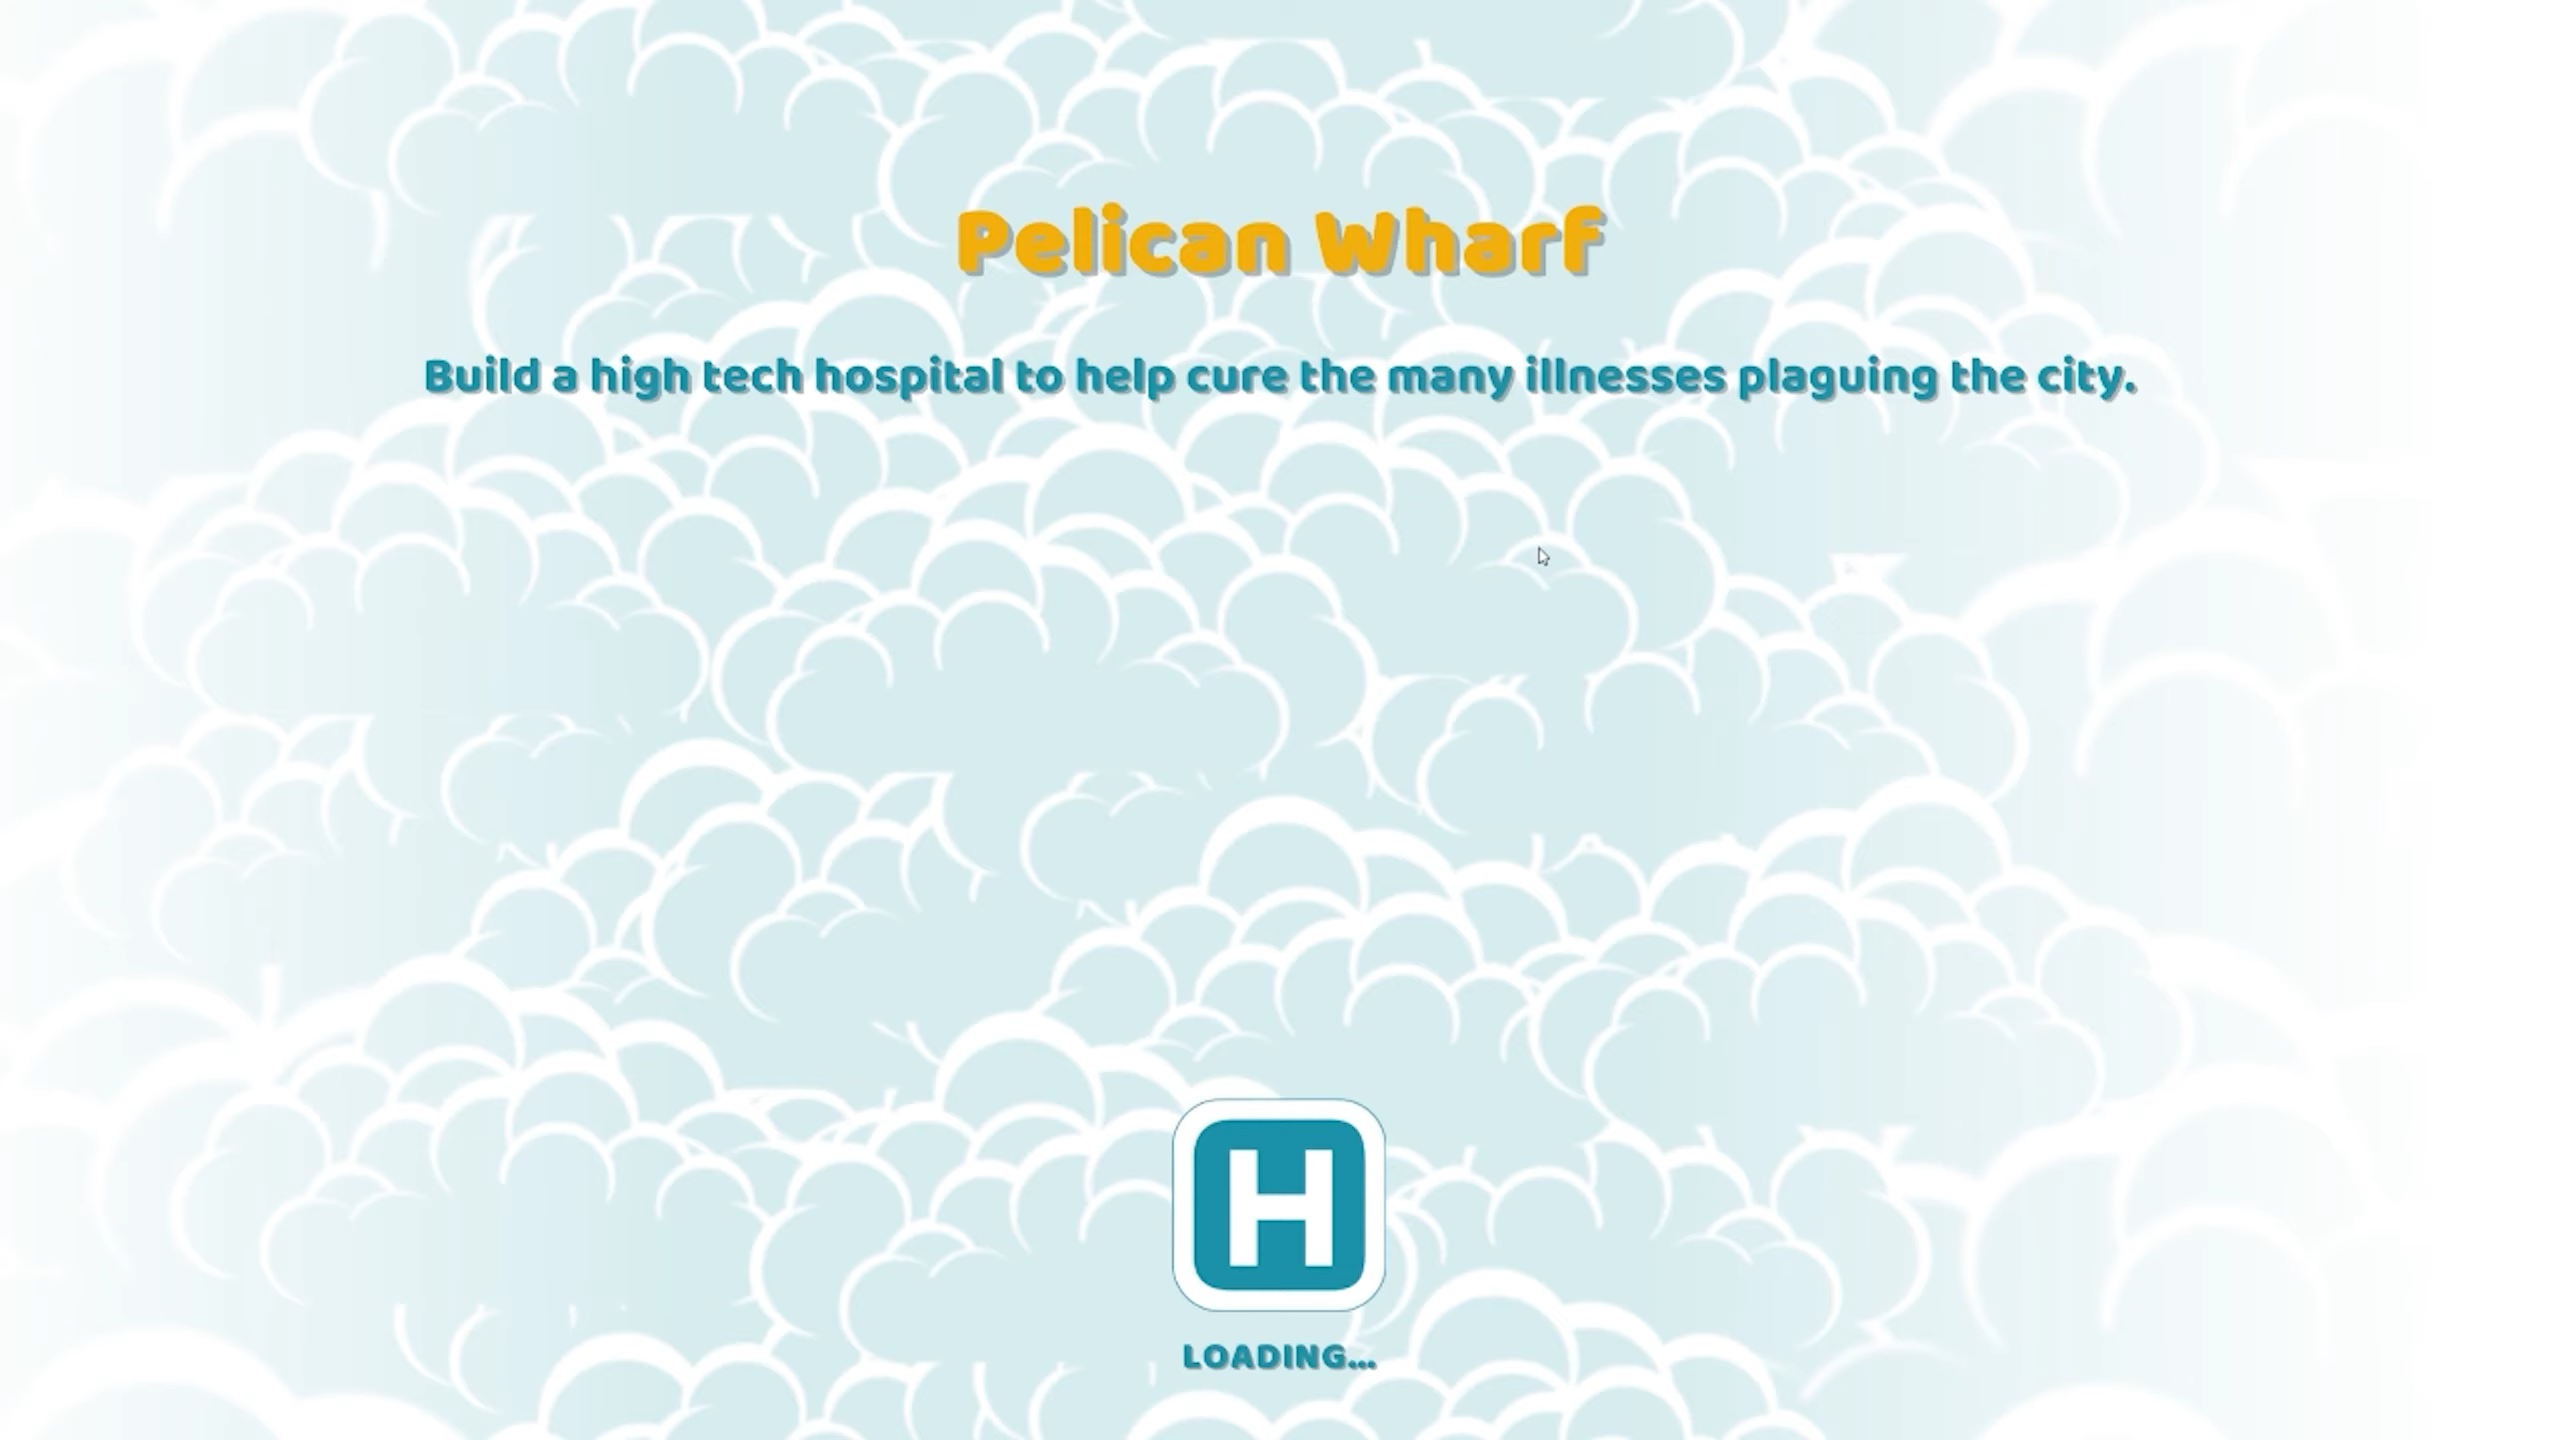 Pelican Wharf
Build a high tech hospital to help cure the many illnesses plaguing the city.
H
LOADING...